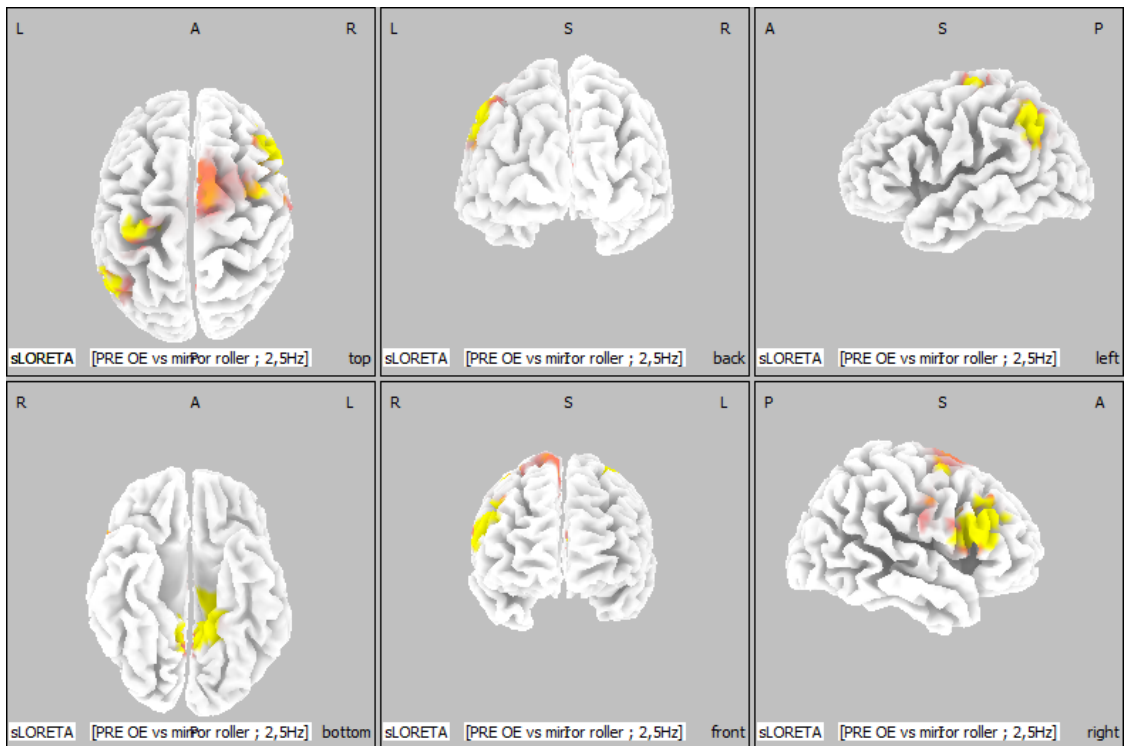 L A R
sLORETA [PRE OE vs mirror roller ; 2,5Hz] top
L S R
sLORETA [PRE OE vs mirror roller ; 2,5Hz] back
A S P
sLORETA [PRE OE vs mirror roller ; 2,5Hz] left
R A L
sLORETA [PRE OE vs mirror roller ; 2,5Hz] bottom
R S L
sLORETA [PRE OE vs mirror roller ; 2,5Hz] front
P S A
sLORETA [PRE OE vs mirror roller ; 2,5Hz] right